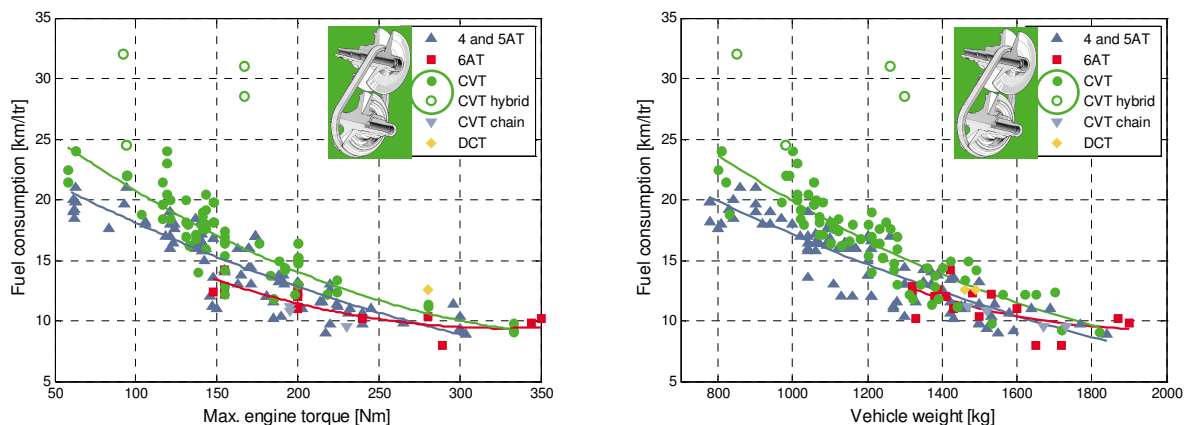 35
30
25
20
15
10
5
Fuel consumption [km/ltr]
4 and 5AT
6AT
CVT
CVT hybrid
CVT chain
DCT
50 100 150 200 250 300 350
Max. engine torque [Nm]
35
30
25
20
15
10
5
Fuel consumption [km/ltr]
4 and 5AT
6AT
CVT
CVT hybrid
CVT chain
DCT
800 1000 1200 1400 1600 1800 2000
Vehicle weight [kg]